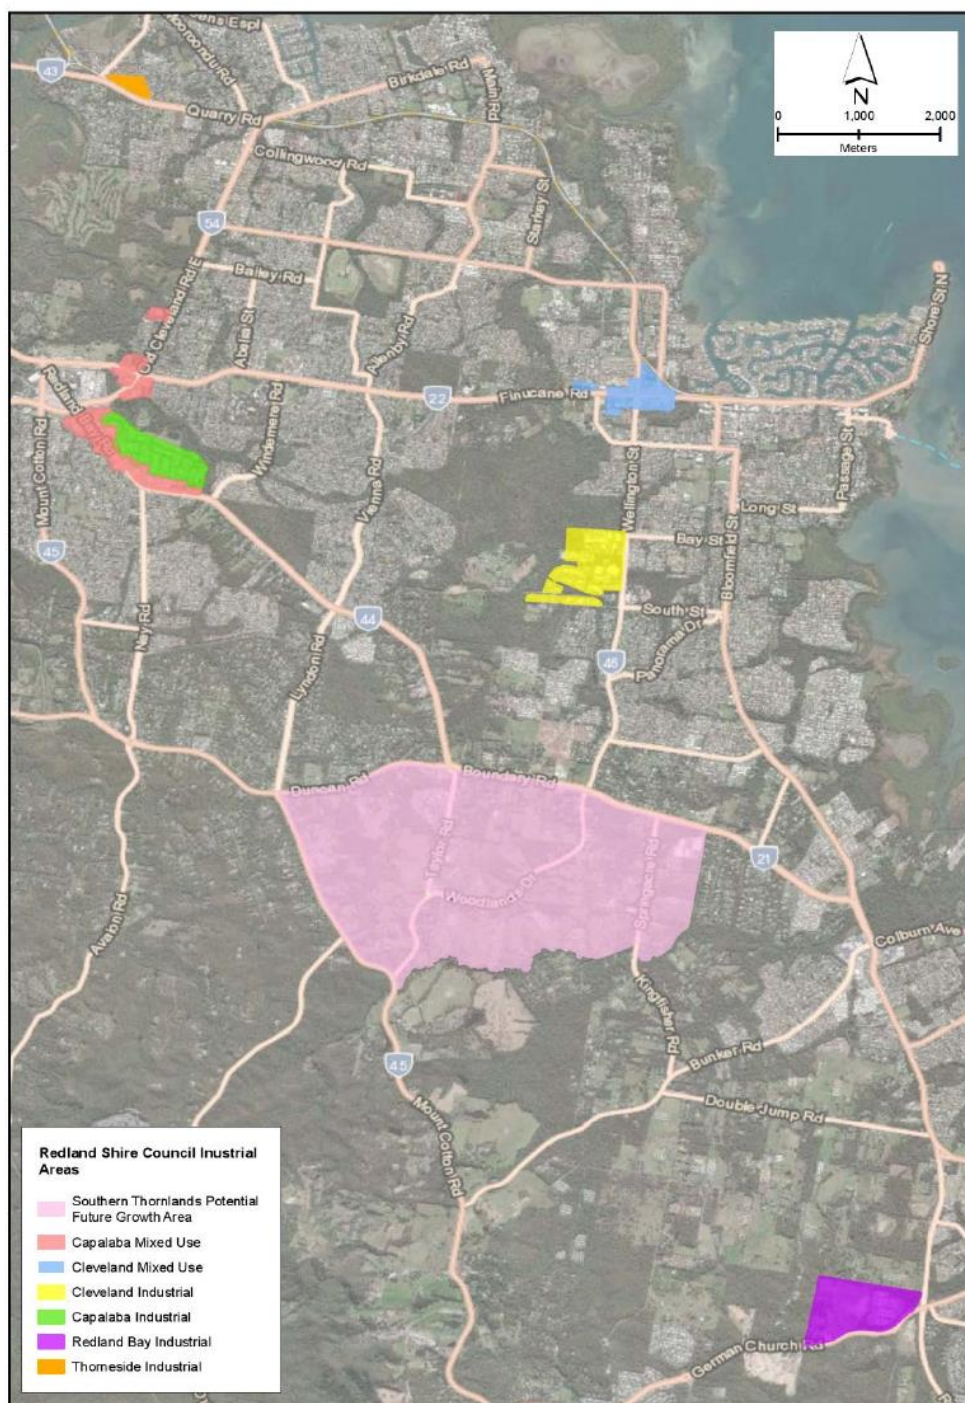 ens Espl
Mooroondu Rd
43
Birkdale Rd
Main Rd
N
0 1,000 2,000
Meters
Quarry Rd
Collingwood Rd
Starkey St
54
Bailey Rd
Old Cleveland Rd E
Abelia St
Allenby Rd
Shore St N
Redland Bay Rd
22
Finucane Rd
Windemere Rd
Mount Cotton Rd
Vienna Rd
Wellington St
Passage St
Long St
Bloomfield St
Bay St
45
Ney Rd
44
South St
Panorama Dr
46
Lyndon Rd
Duncan Rd
Boundary Rd
Taylor Rd
Woodlands Dr
Springacre Rd
21
Avalon Rd
Colburn Ave
Kingfisher Rd
Bunker Rd
45
Mount Cotton Rd
Double Jump Rd
German Church Rd
Redland Shire Council Inustrial
Areas
Southern Thornlands Potential
Future Growth Area
Capalaba Mixed Use
Cleveland Mixed Use
Cleveland Industrial
Capalaba Industrial
Redland Bay Industrial
Thorneside Industrial